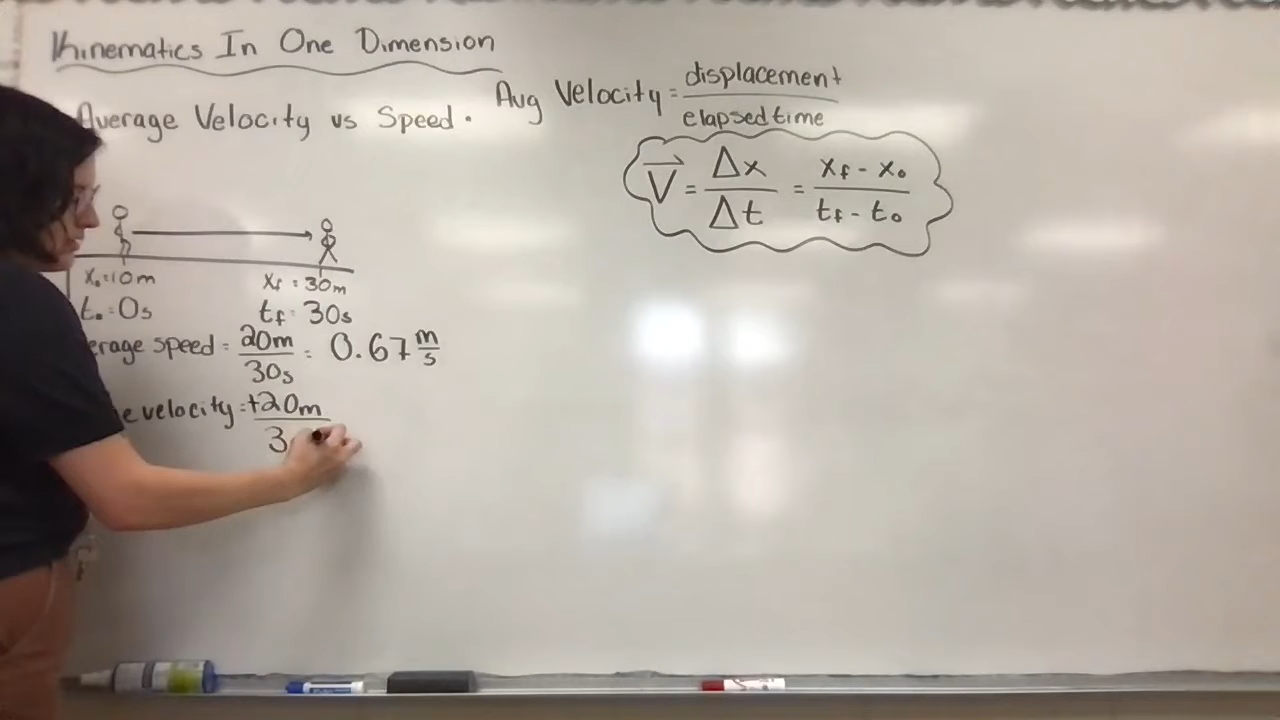 Kinematics In One Dimension
Average Velocity vs Speed.
Avg Velocity = displacement
elapsed time
V = Δx = xf - x₀
Δt tf - t₀
x₀ = 10m xf = 30m
t₀ = 0s tf = 30s
erage speed = 20m = 0.67 m/s
30s
e velocity = +20m
3